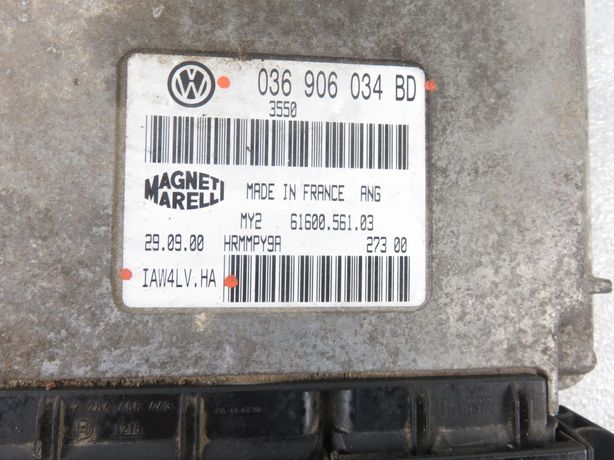 036 906 034 BD
3550
MAGNETI MARELLI
MADE IN FRANCE ANG
MY2 61600.561.03
29.09.00 HRMMPY9A 273 00
IAW4LV.HA